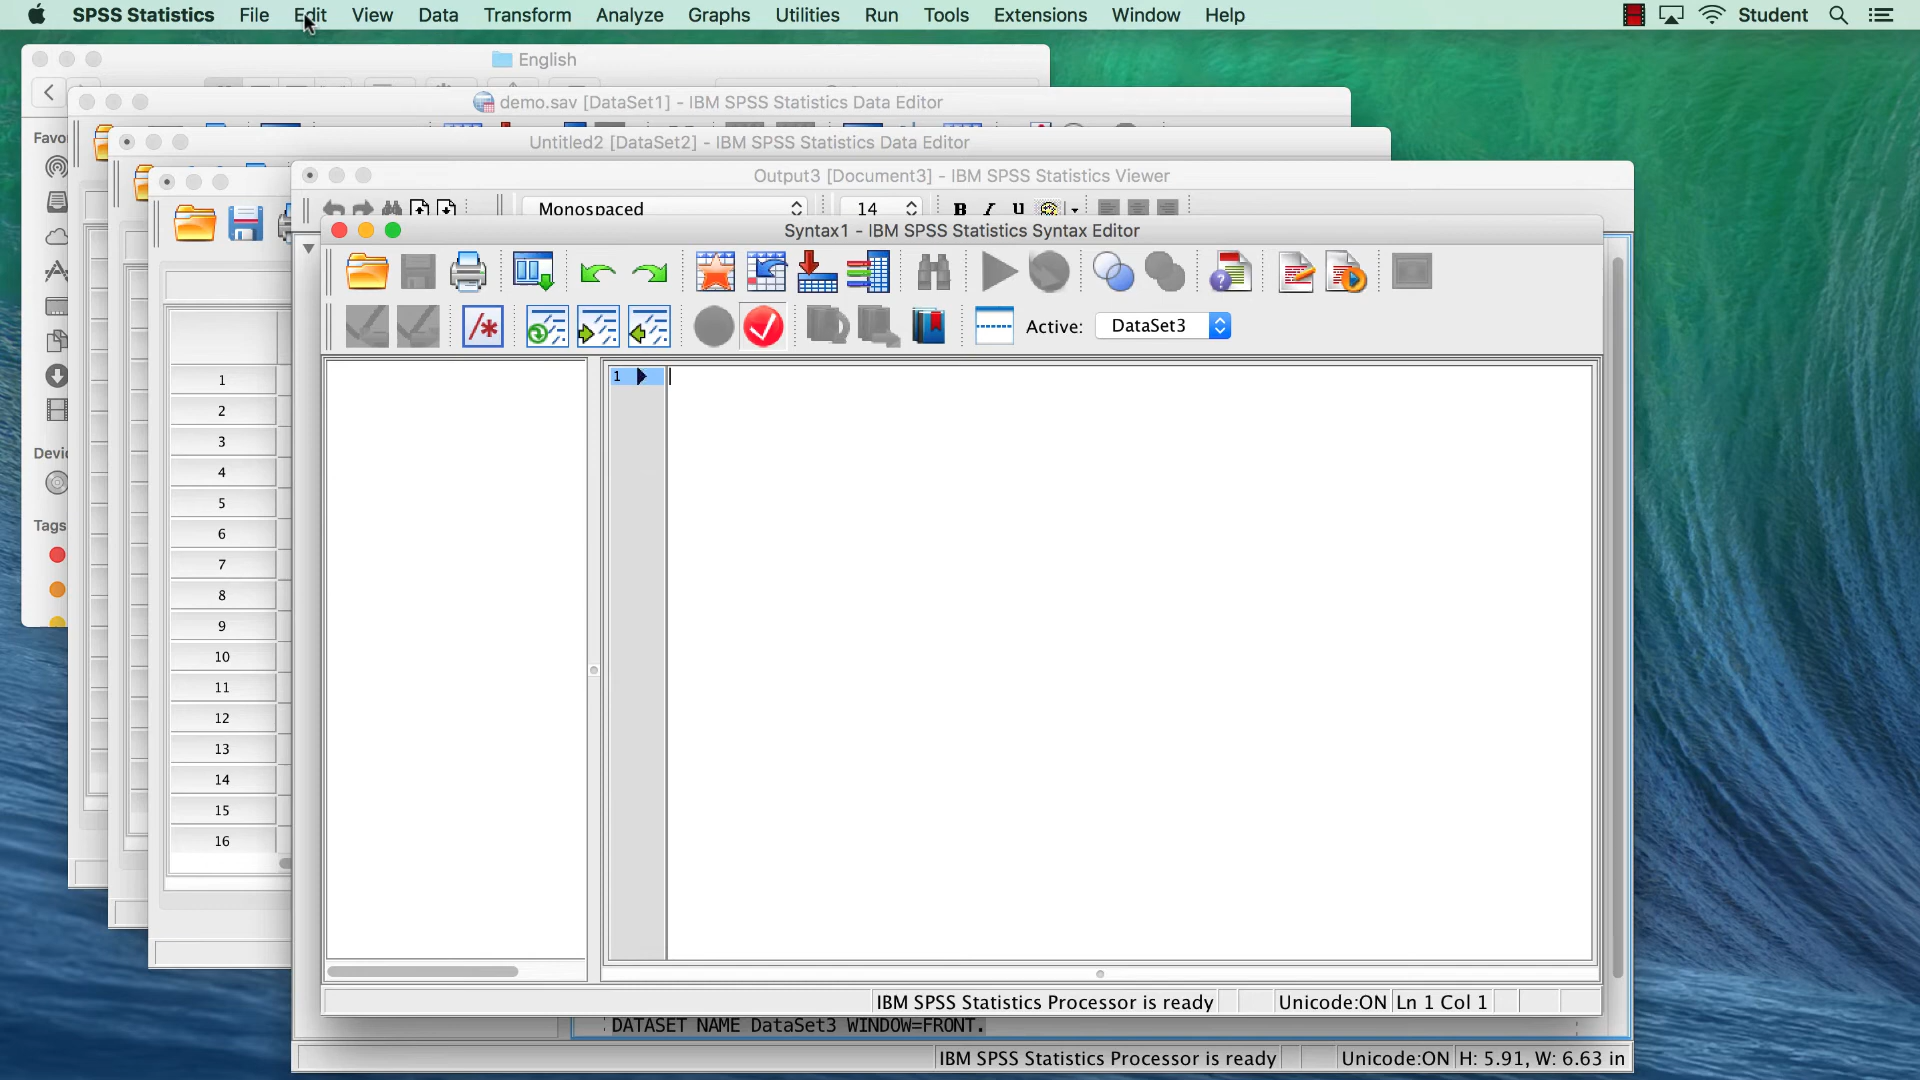 SPSS Statistics File Edit View Data Transform Analyze Graphs Utilities Run Tools Extensions Window Help Student
English
demo.sav [DataSet1] - IBM SPSS Statistics Data Editor
Favo
Untitled2 [DataSet2] - IBM SPSS Statistics Data Editor
Output3 [Document3] - IBM SPSS Statistics Viewer
Monospaced 14 B I U
Syntax1 - IBM SPSS Statistics Syntax Editor
Active: DataSet3
1
1
2
3
Devic
4
5
Tags
6
7
8
9
10
11
12
13
14
15
16
IBM SPSS Statistics Processor is ready Unicode:ON Ln 1 Col 1
DATASET NAME DataSet3 WINDOW=FRONT.
IBM SPSS Statistics Processor is ready Unicode:ON H: 5.91, W: 6.63 in